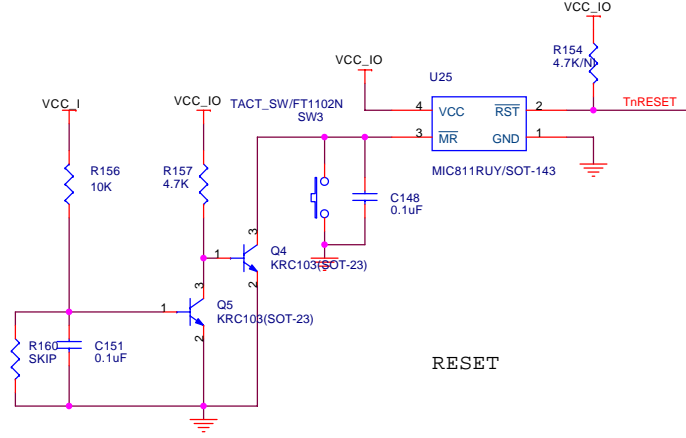 VCC_IO
R154
4.7K/NI
VCC_IO
U25
TnRESET
VCC_I
VCC_IO
TACT_SW/FT1102N
SW3
4
VCC
RST
2
3
MR
GND
1
MIC811RUY/SOT-143
R156
10K
R157
4.7K
C148
0.1uF
3
1
Q4
KRC103(SOT-23)
2
3
1
Q5
KRC103(SOT-23)
2
R160
SKIP
C151
0.1uF
RESET